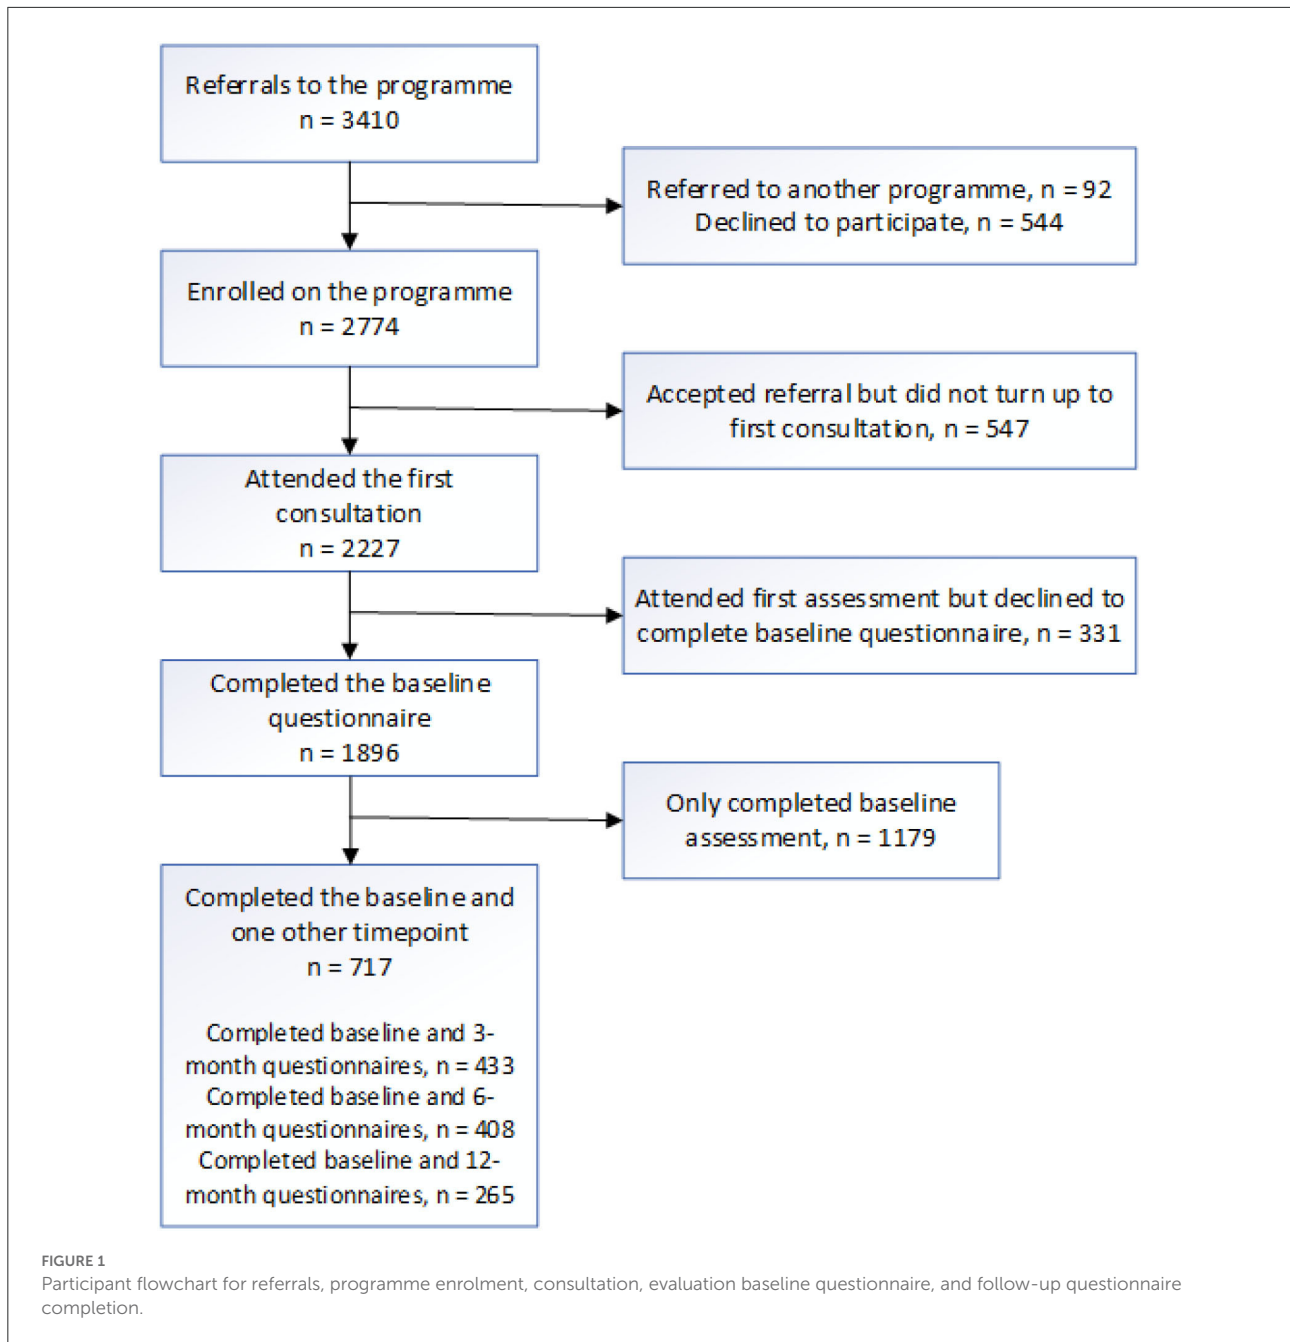 Referrals to the programme
n = 3410
Referred to another programme, n = 92
Declined to participate, n = 544
Enrolled on the programme
n = 2774
Accepted referral but did not turn up to
first consultation, n = 547
Attended the first
consultation
n = 2227
Attended first assessment but declined to
complete baseline questionnaire, n = 331
Completed the baseline
questionnaire
n = 1896
Only completed baseline
assessment, n = 1179
Completed the baseline and
one other timepoint
n = 717
Completed baseline and 3-
month questionnaires, n = 433
Completed baseline and 6-
month questionnaires, n = 408
Completed baseline and 12-
month questionnaires, n = 265
FIGURE 1
Participant flowchart for referrals, programme enrolment, consultation, evaluation baseline questionnaire, and follow-up questionnaire
completion.